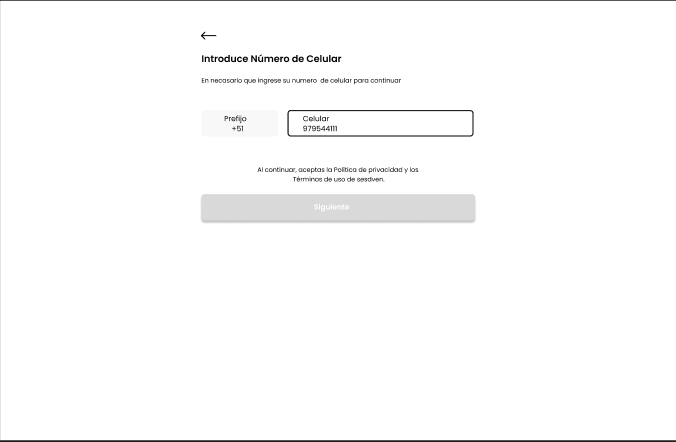 Introduce Número de Celular
En necasario que ingrese su numero de celular para continuar
Prefijo
+51
Celular
979544111
Al continuar, aceptas la Política de privacidad y los
Términos de uso de sesdven.
Siguiente